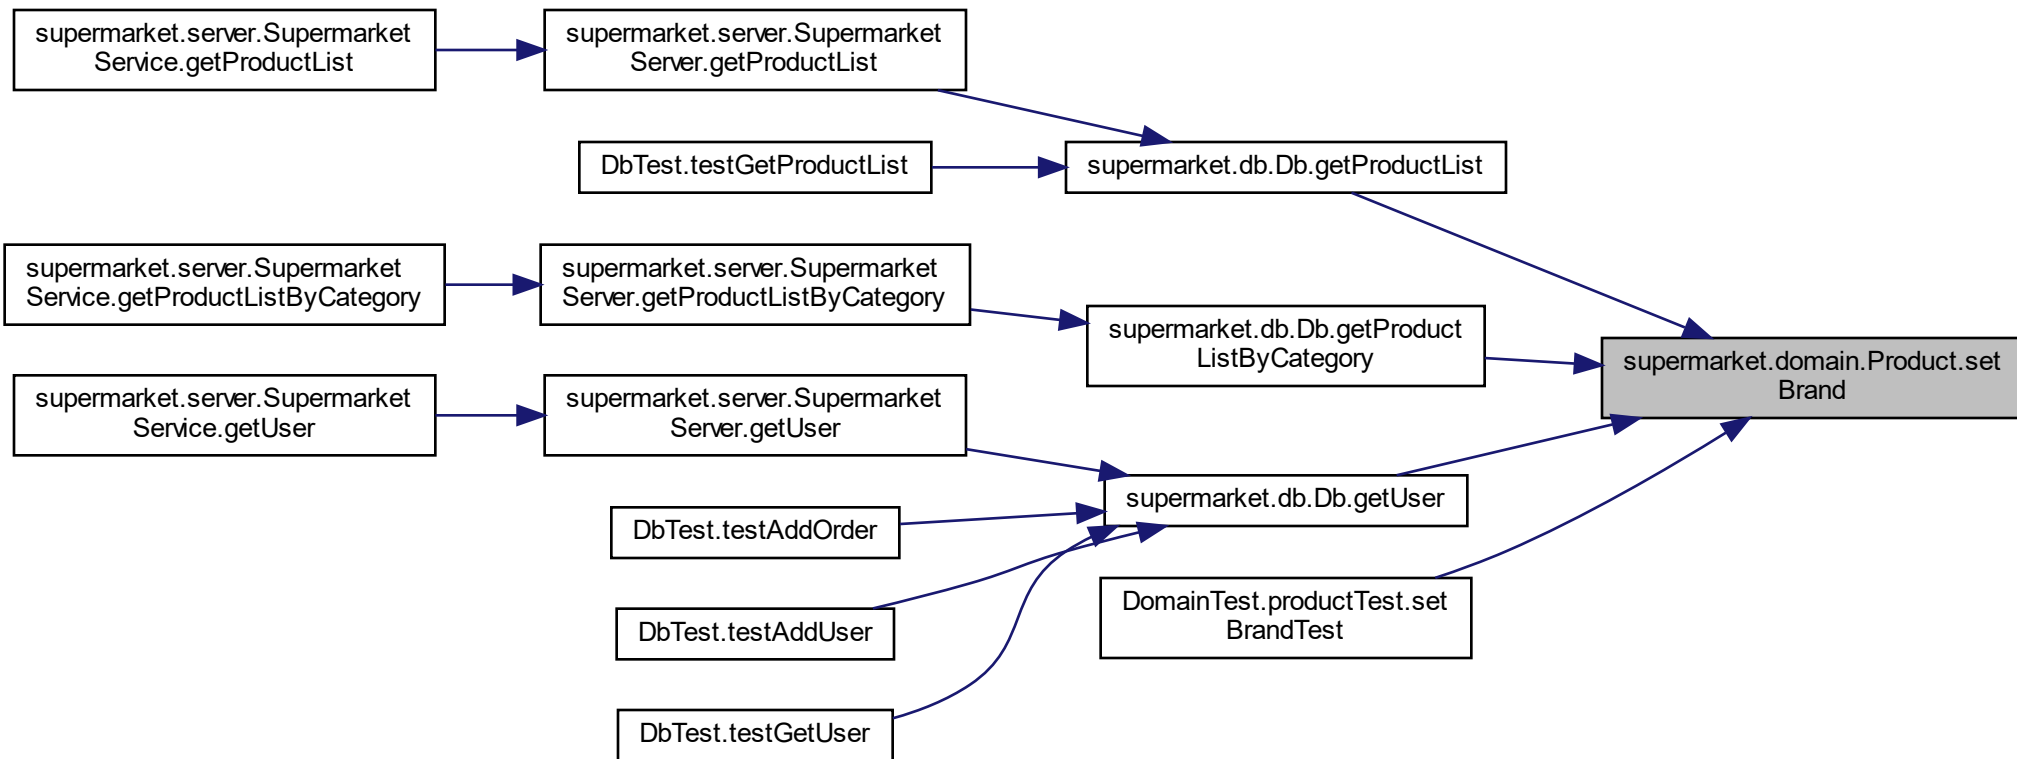 supermarket.server.Supermarket
Service.getProductList
supermarket.server.Supermarket
Server.getProductList
DbTest.testGetProductList
supermarket.db.Db.getProductList
supermarket.server.Supermarket
Service.getProductListByCategory
supermarket.server.Supermarket
Server.getProductListByCategory
supermarket.db.Db.getProduct
ListByCategory
supermarket.domain.Product.set
Brand
supermarket.server.Supermarket
Service.getUser
supermarket.server.Supermarket
Server.getUser
supermarket.db.Db.getUser
DbTest.testAddOrder
DomainTest.productTest.set
BrandTest
DbTest.testAddUser
DbTest.testGetUser